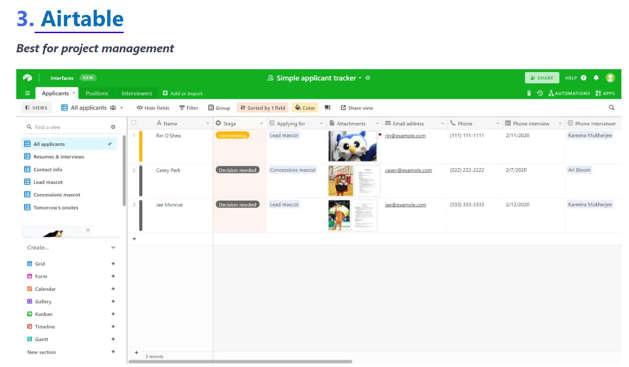 3. Airtable
Best for project management
Interfaces NEW
Simple applicant tracker
SHARE HELP
Applicants Positions Interviewers Add or import
AUTOMATIONS APPS
VIEWS All applicants Hide fields Filter Group Sorted by 1 field Color Share view
Find a view
All applicants
Resumes & interviews
Contact info
Lead mascot
Concessions mascot
Tomorrow's onsites
Create...
Grid
Form
Calendar
Gallery
Kanban
Timeline
Gantt
New section
Name Stage Applying for Attachments Email address Phone Phone interview Phone interviewer
1 Rin O'Shea Interviewing Lead mascot rin@example.com (111) 111-1111 2/11/2020 Kareena Mukherjee
2 Casey Park Decision needed Concessions mascot casey@example.com (222) 222-2222 2/7/2020 Ari Bloom
3 Jae Monroe Decision needed Lead mascot jae@example.com (333) 333-3333 2/12/2020 Kareena Mukherjee
3 records